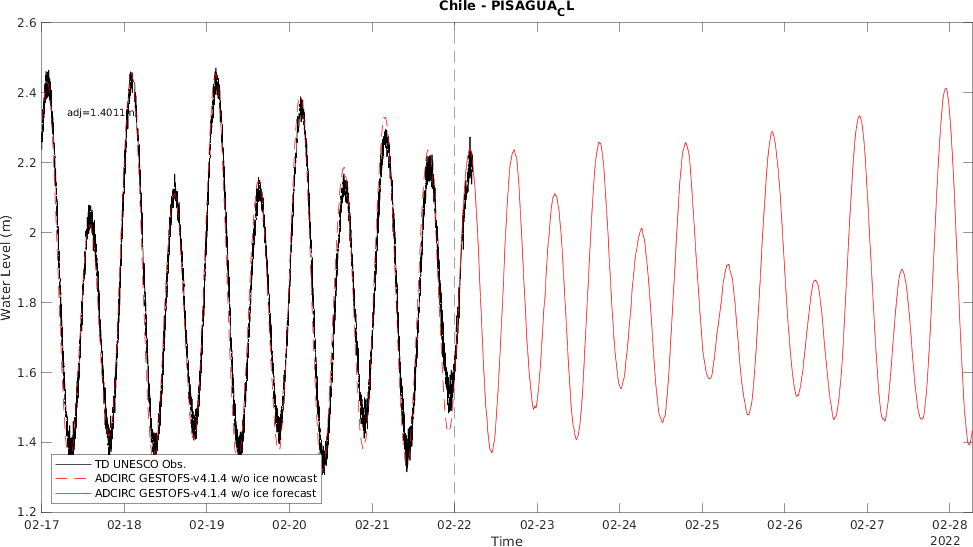 Chile - PISAGUA_CL
2.6
2.4
2.2
2
1.8
1.6
1.4
1.2
Water Level (m)
adj=1.4011m
TD UNESCO Obs.
ADCIRC GESTOFS-v4.1.4 w/o ice nowcast
ADCIRC GESTOFS-v4.1.4 w/o ice forecast
02-17 02-18 02-19 02-20 02-21 02-22 02-23 02-24 02-25 02-26 02-27 02-28
2022
Time